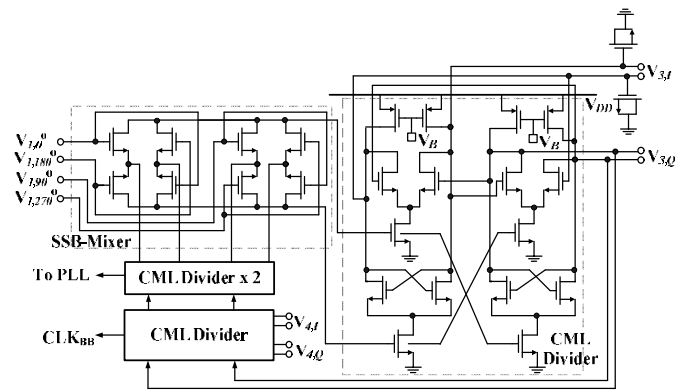 V3,I
VDD
VB
VB
V3,Q
V1,0°
V1,180°
V1,90°
V1,270°
SSB-Mixer
To PLL
CML Divider x 2
CLKBB
CML Divider
V4,I
V4,Q
CML
Divider